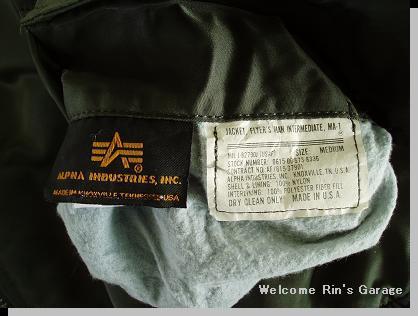 ALPHA INDUSTRIES, INC.
MADE IN KNOXVILLE, TENNESSEE, USA
JACKET, FLYER'S MAN INTERMEDIATE, MA-1
SIZE: MEDIUM
STOCK NUMBER
CONTRACT NO.
ALPHA INDUSTRIES INC. KNOXVILLE, TN. U.S.A.
SHELL & LINING: 100% NYLON
INTERLINING: 100% POLYESTER FIBER FILL
DRY CLEAN ONLY! MADE IN U.S.A.
Welcome Rin's Garage